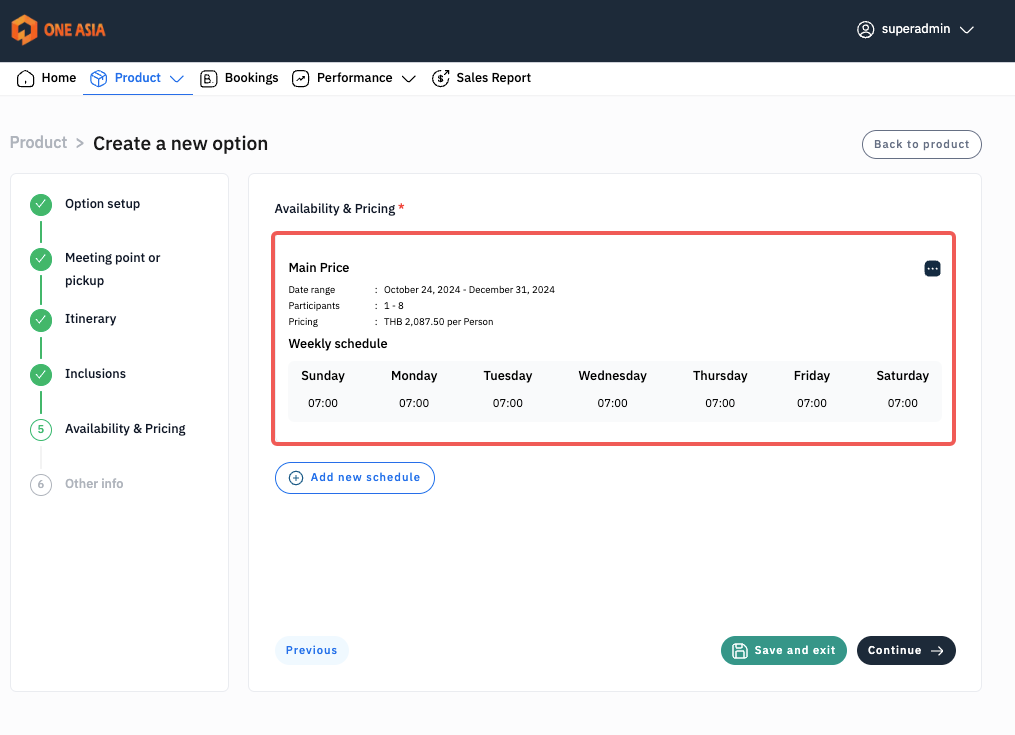 ONE ASIA
superadmin
Home Product Bookings Performance Sales Report
Product > Create a new option
Back to product
Option setup
Meeting point or
pickup
Itinerary
Inclusions
5 Availability & Pricing
6 Other info
Availability & Pricing *
Main Price
Date range : October 24, 2024 - December 31, 2024
Participants : 1 - 8
Pricing : THB 2,087.50 per Person
Weekly schedule
Sunday Monday Tuesday Wednesday Thursday Friday Saturday
07:00 07:00 07:00 07:00 07:00 07:00 07:00
Add new schedule
Previous
Save and exit
Continue